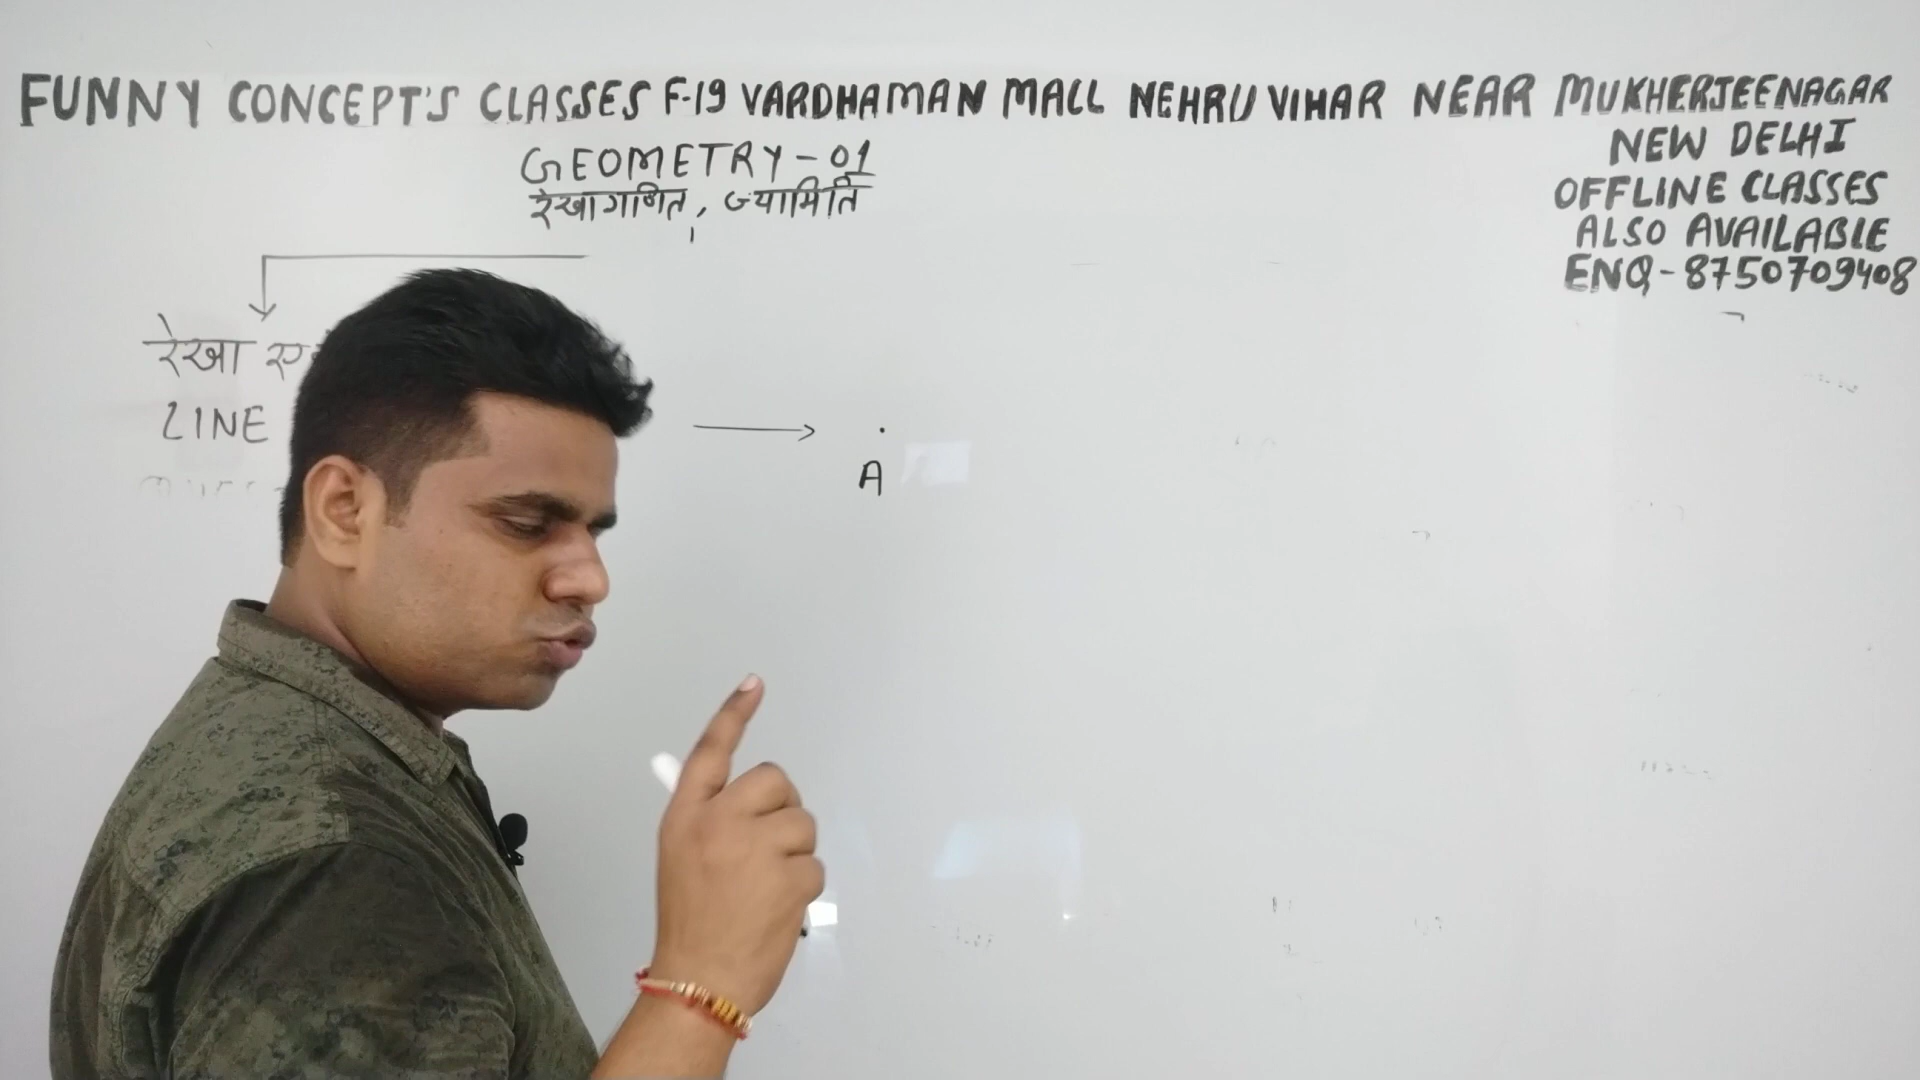 FUNNY CONCEPT'S CLASSES F-19 VARDHAMAN MALL NEHRU VIHAR NEAR MUKHERJEENAGAR
NEW DELHI
OFFLINE CLASSES
ALSO AVAILABLE
ENQ-8750709408
GEOMETRY-01
रेखागणित, ज्यामिति
रेखा
LINE
A